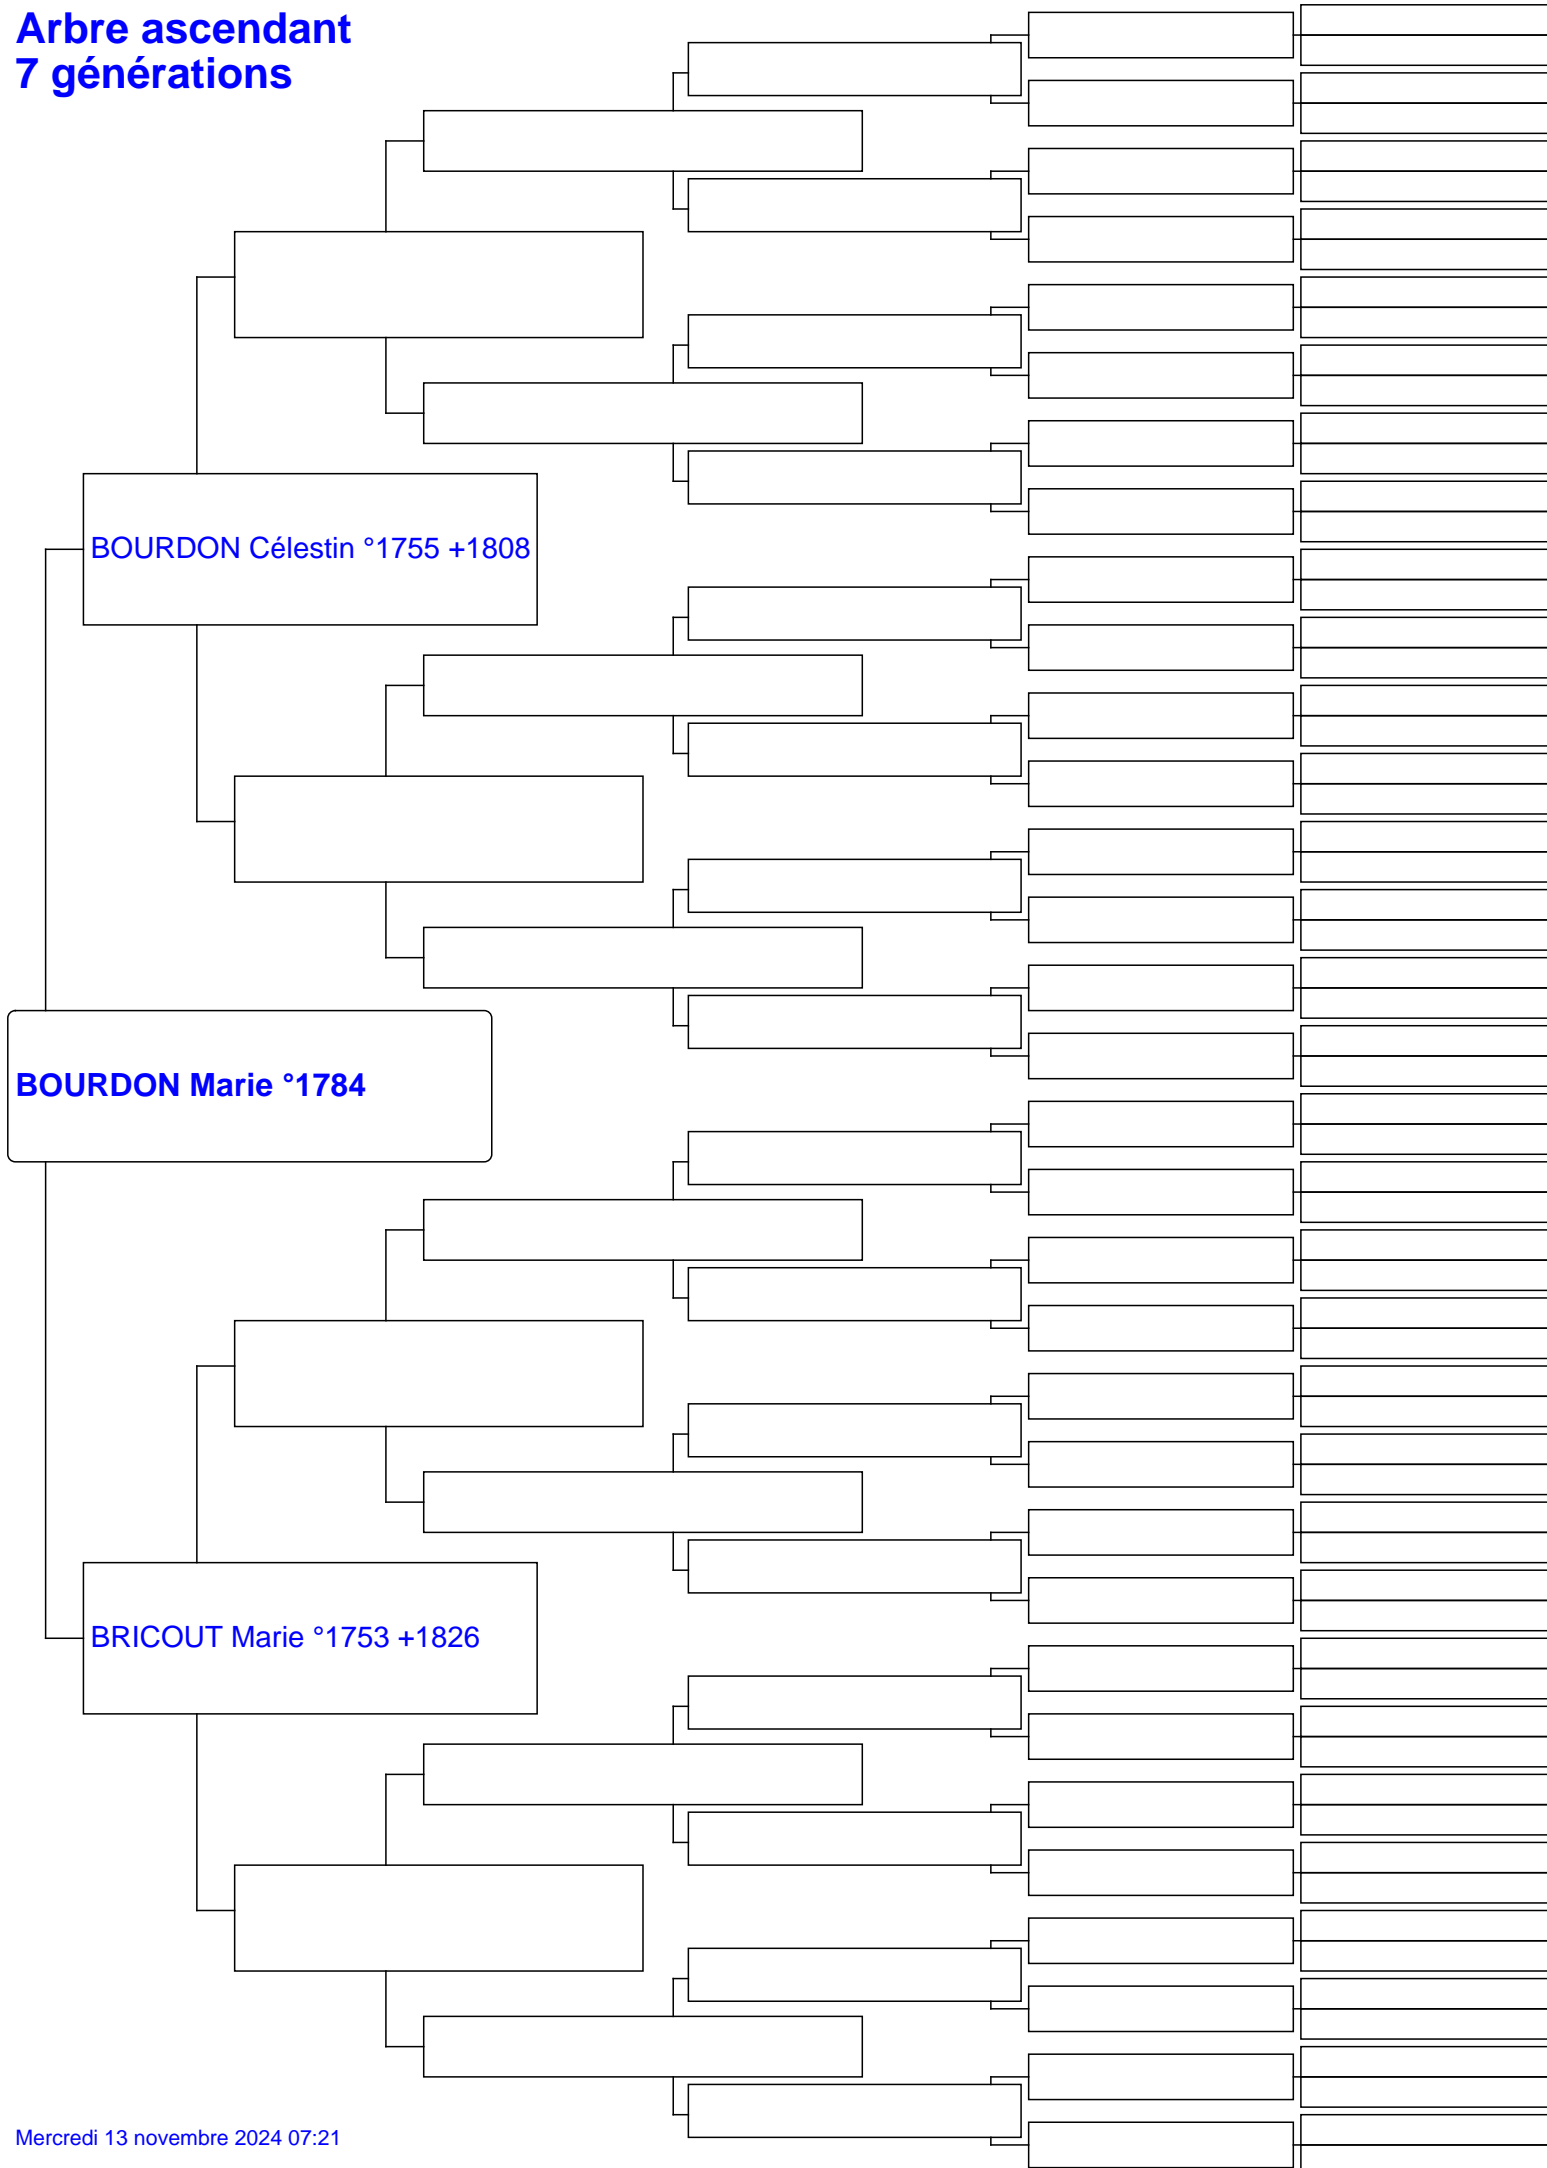 Arbre ascendant
7 générations
BOURDON Célestin °1755 +1808
BOURDON Marie °1784
BRICOUT Marie °1753 +1826
Mercredi 13 novembre 2024 07:21